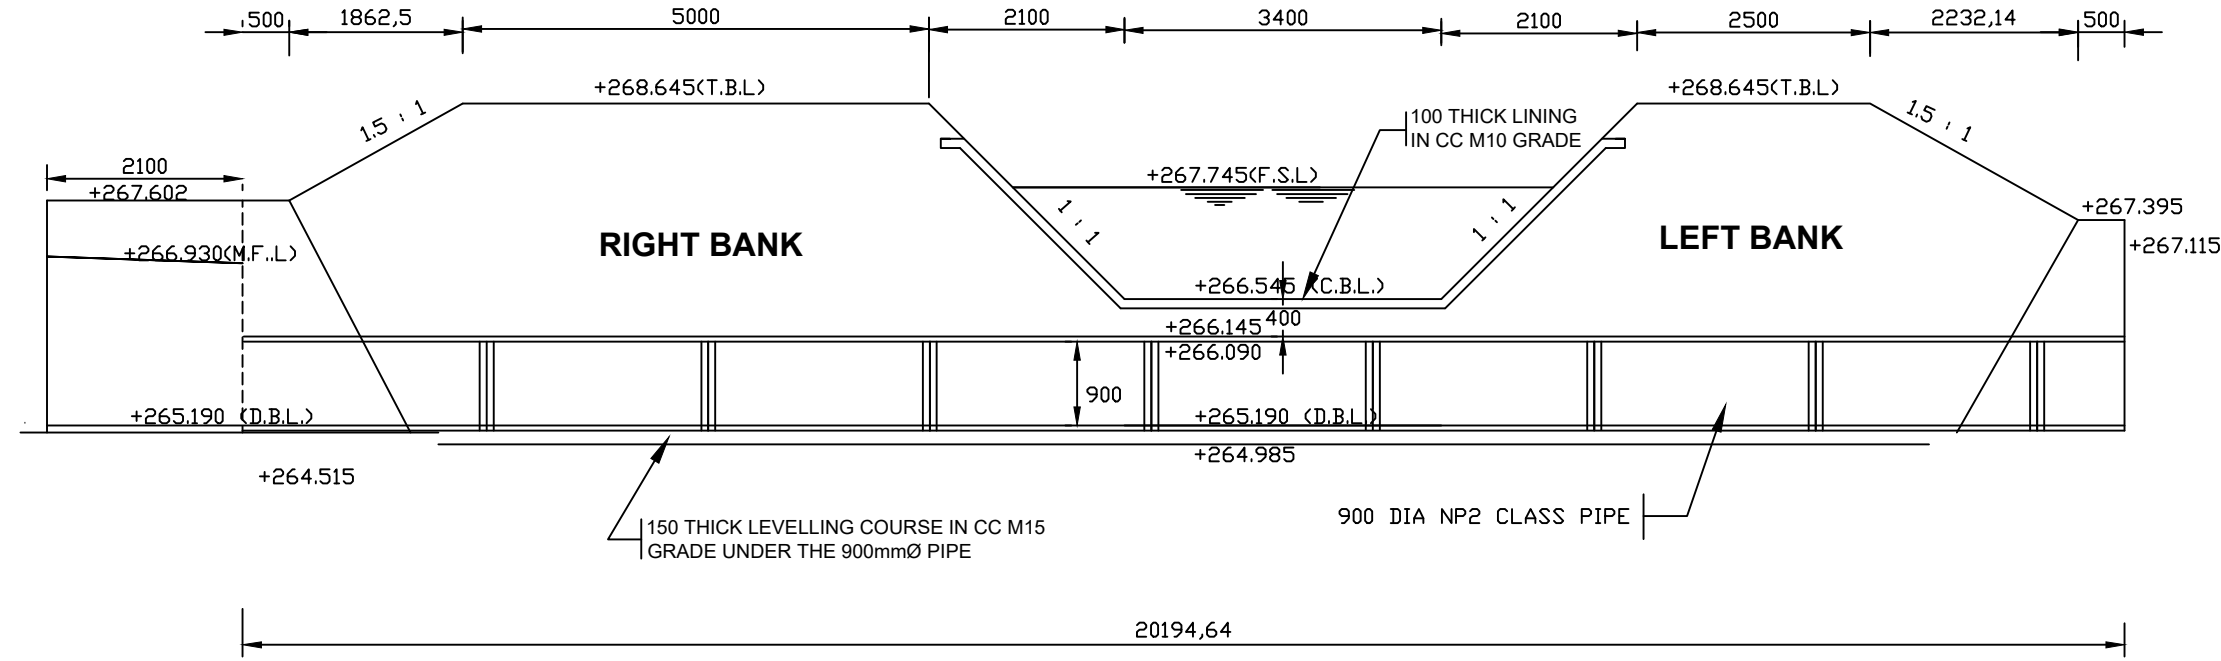 500
1862,5
5000
2100
3400
2100
2500
2232,14
500
+268.645(T.B.L)
+268.645(T.B.L)
1.5 : 1
1.5 : 1
100 THICK LINING
IN CC M10 GRADE
2100
+267.602
+267.745(F.S.L)
+267.395
1 : 1
1 : 1
RIGHT BANK
LEFT BANK
+267.115
+266.930(M.F..L)
+266.545 (C.B.L.)
400
+266.145
+266.090
900
+265.190 (D.B.L.)
+265.190 (D.B.L)
+264.985
+264.515
900 DIA NP2 CLASS PIPE
150 THICK LEVELLING COURSE IN CC M15
GRADE UNDER THE 900mmØ PIPE
20194,64